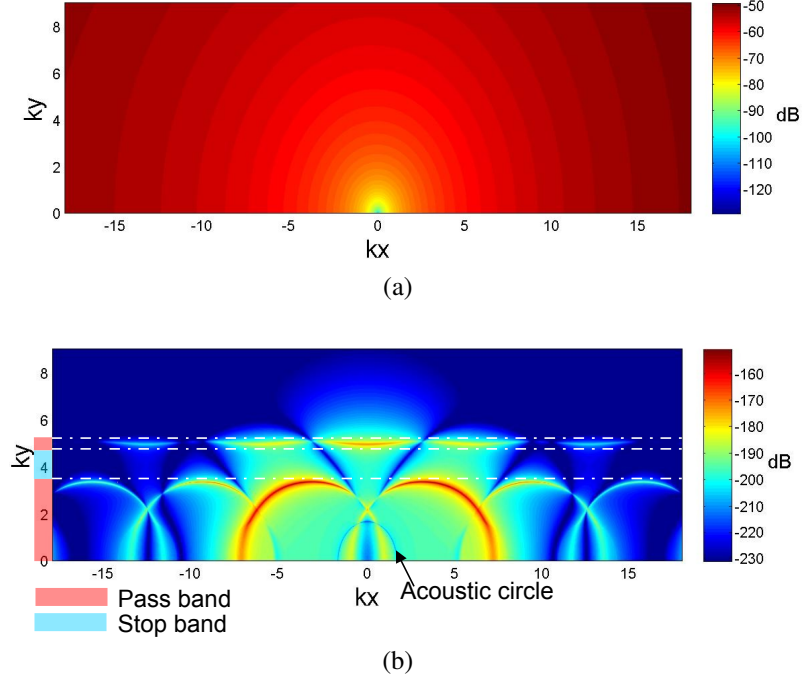 8
6
4
2
0
ky
-15 -10 -5 0 5 10 15
kx
-50
-60
-70
-80
-90
-100
-110
-120
dB
(a)
8
6
4
2
0
ky
-15 -10 -5 0 5 10 15
kx
Acoustic circle
Pass band
Stop band
-160
-170
-180
-190
-200
-210
-220
-230
dB
(b)